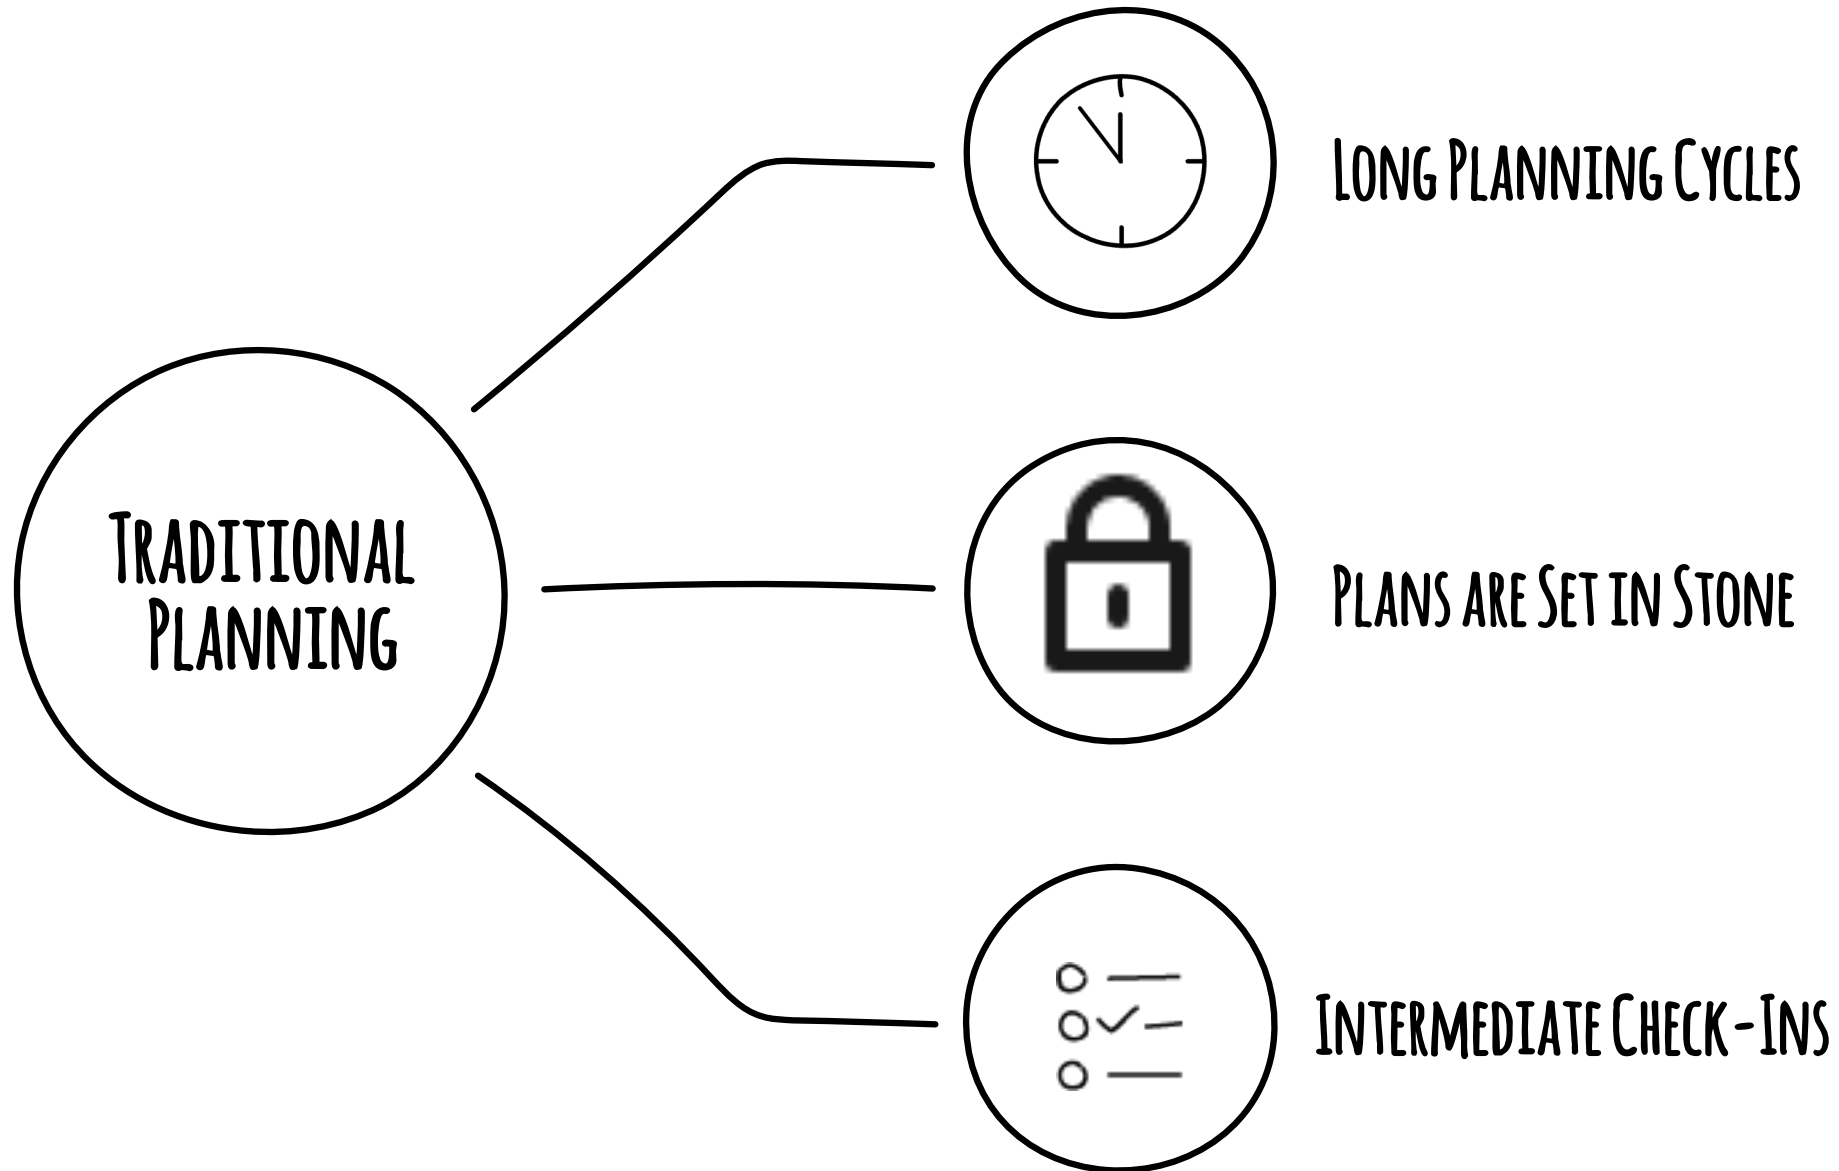 Long Planning Cycles
Traditional
Planning
Plans are Set in Stone
Intermediate Check-Ins